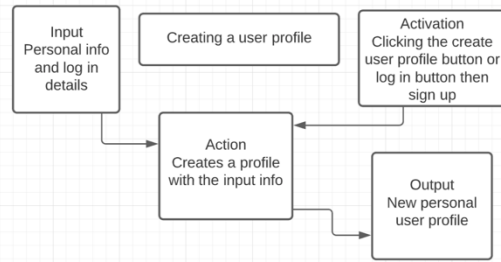 Input
Personal info
and log in
details
Creating a user profile
Activation
Clicking the create
user profile button or
log in button then
sign up
Action
Creates a profile
with the input info
Output
New personal
user profile